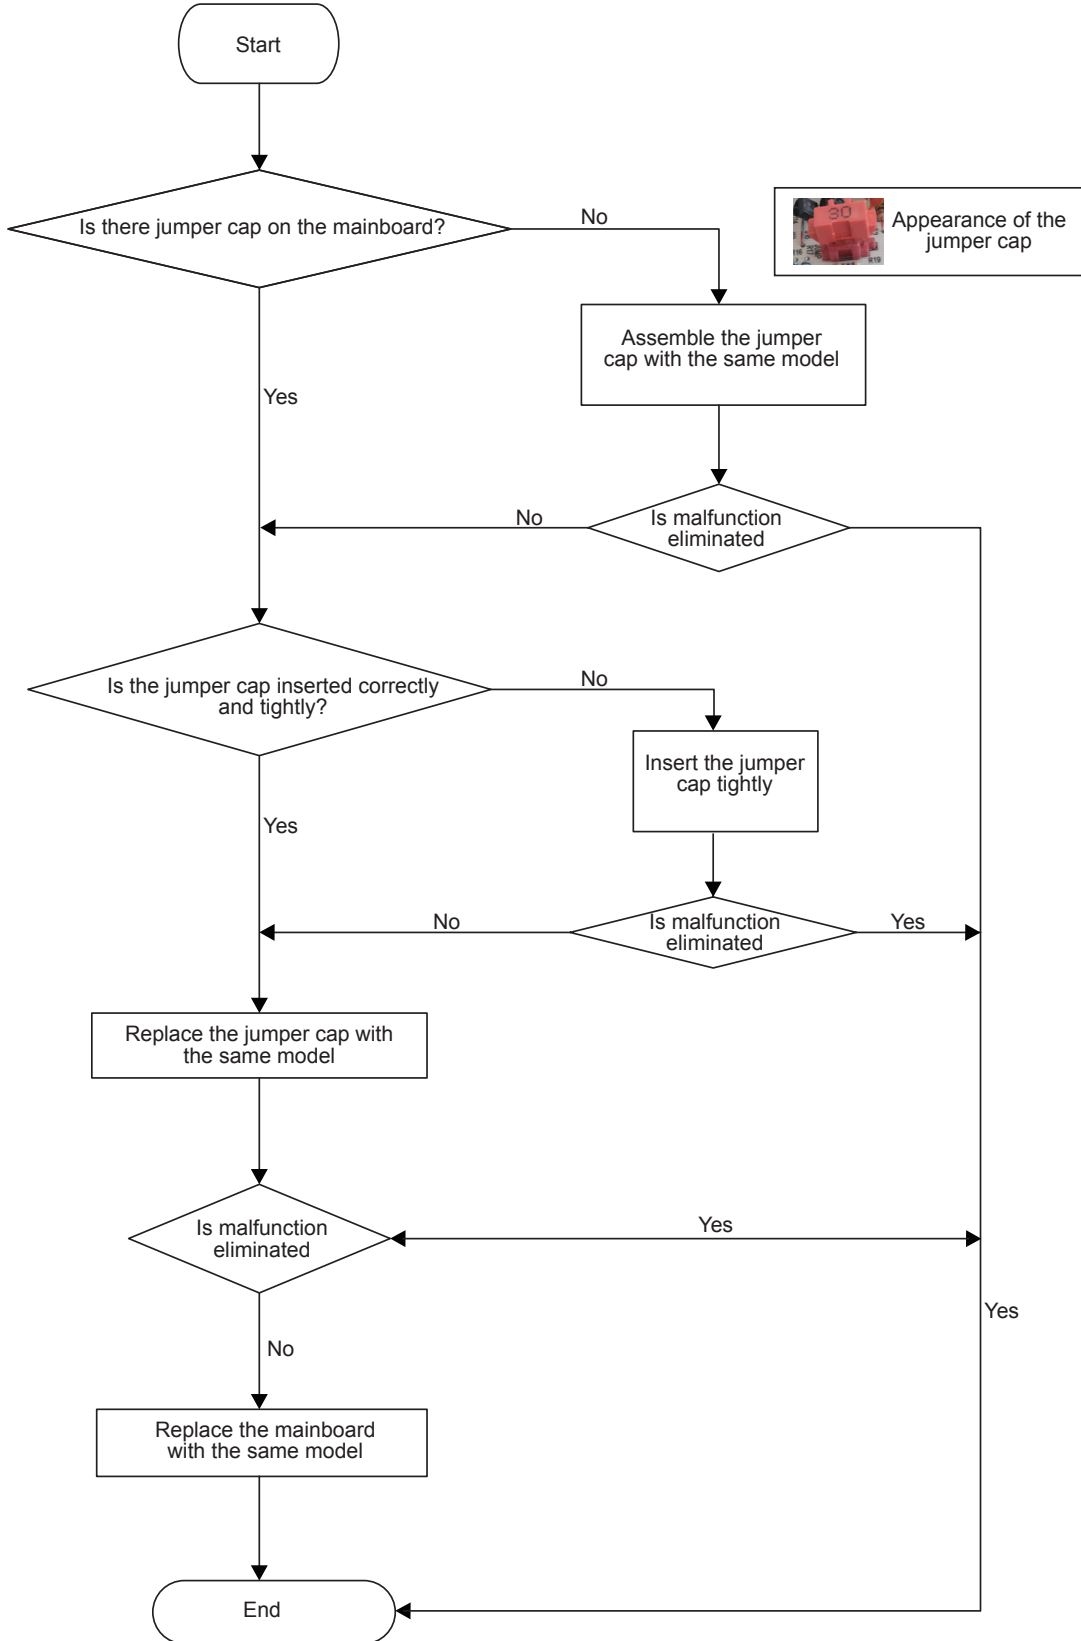 Start
Is there jumper cap on the mainboard?
No
30
R19
Appearance of the
jumper cap
Assemble the jumper
cap with the same model
Yes
No
Is malfunction
eliminated
Is the jumper cap inserted correctly
and tightly?
No
Insert the jumper
cap tightly
Yes
No
Is malfunction
eliminated
Yes
Replace the jumper cap with
the same model
Is malfunction
eliminated
Yes
Yes
No
Replace the mainboard
with the same model
End